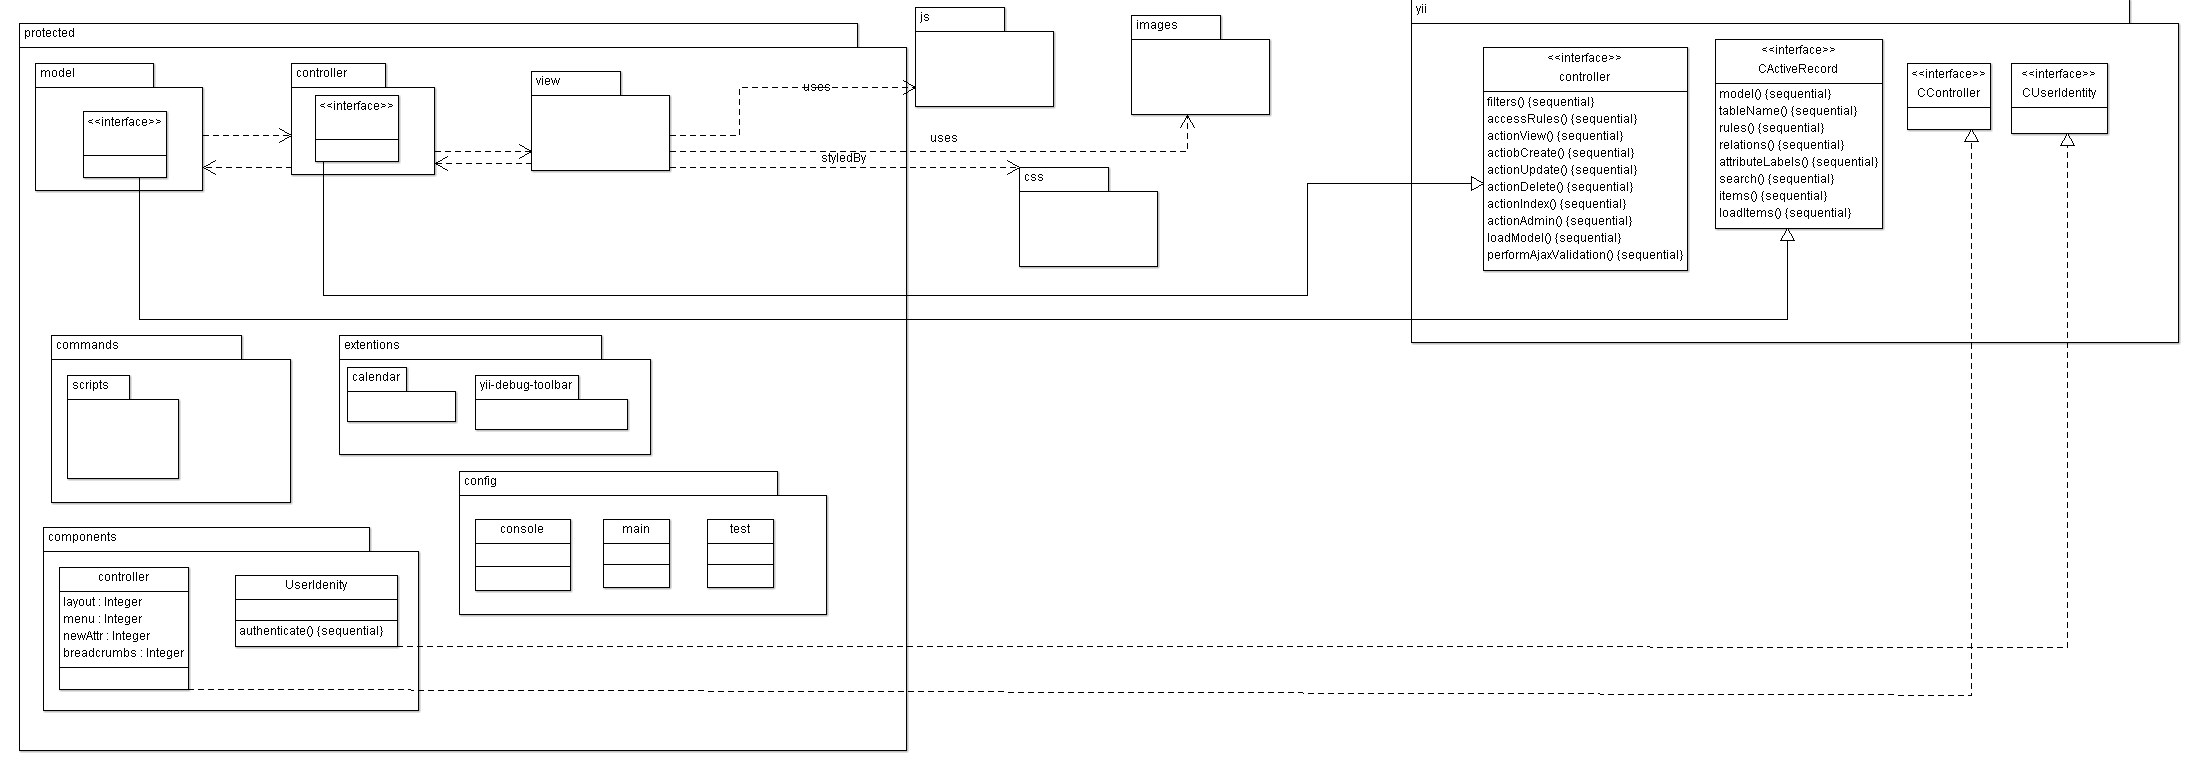 protected
model
<<interface>>
controller
<<interface>>
view
uses
js
images
uses
styledBy
css
yii
<<interface>>
controller
filters() {sequential}
accessRules() {sequential}
actionView() {sequential}
actiobCreate() {sequential}
actionUpdate() {sequential}
actionDelete() {sequential}
actionIndex() {sequential}
actionAdmin() {sequential}
loadModel() {sequential}
performAjaxValidation() {sequential}
<<interface>>
CActiveRecord
model() {sequential}
tableName() {sequential}
rules() {sequential}
relations() {sequential}
attributeLabels() {sequential}
search() {sequential}
items() {sequential}
loadItems() {sequential}
<<interface>>
CController
<<interface>>
CUserIdentity
commands
scripts
extentions
calendar
yii-debug-toolbar
config
console
main
test
components
controller
layout : Integer
menu : Integer
newAttr : Integer
breadcrumbs : Integer
UserIdenity
authenticate() {sequential}